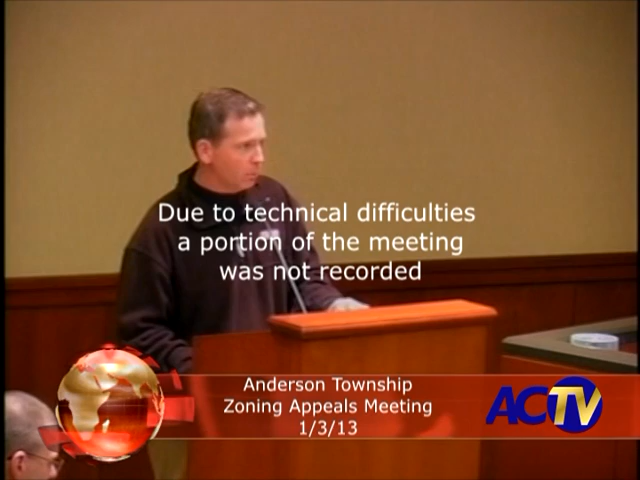 Due to technical difficulties
a portion of the meeting
was not recorded
Anderson Township
Zoning Appeals Meeting
1/3/13
ACTV